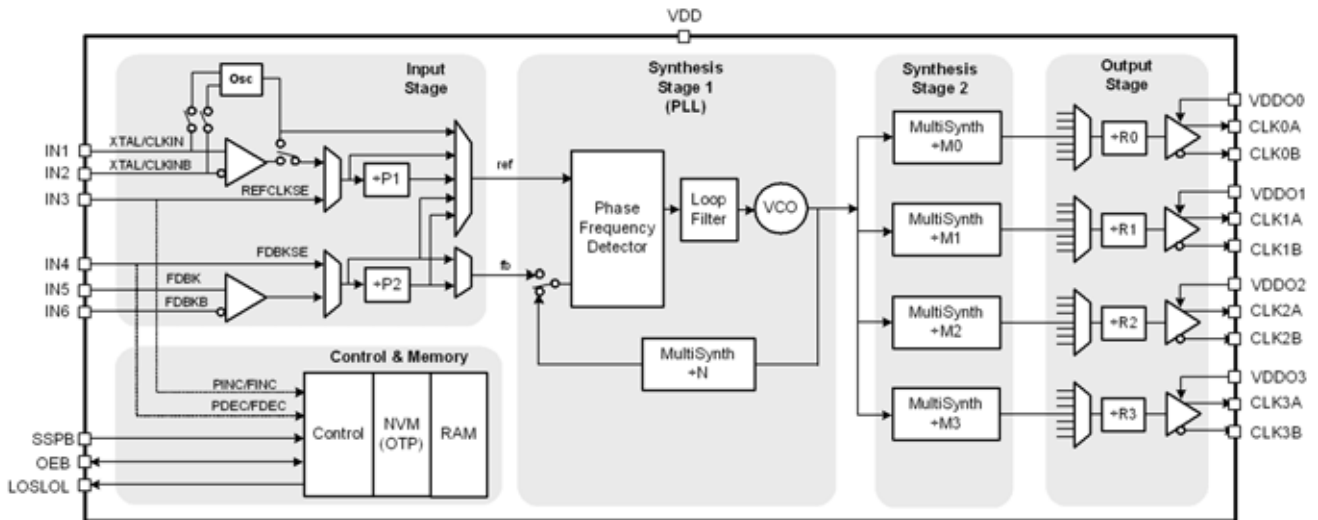 VDD
Input
Stage
Osc
XTAL/CLKIN
XTAL/CLKINB
REFCLKSE
÷P1
FDBKSE
FDBK
FDBKB
÷P2
IN1
IN2
IN3
IN4
IN5
IN6
ref
fb
Synthesis
Stage 1
(PLL)
Phase
Frequency
Detector
Loop
Filter
VCO
MultiSynth
÷N
Synthesis
Stage 2
MultiSynth
÷M0
MultiSynth
÷M1
MultiSynth
÷M2
MultiSynth
÷M3
Output
Stage
÷R0
÷R1
÷R2
÷R3
VDDO0
CLK0A
CLK0B
VDDO1
CLK1A
CLK1B
VDDO2
CLK2A
CLK2B
VDDO3
CLK3A
CLK3B
Control & Memory
PINC/FINC
PDEC/FDEC
Control
NVM
(OTP)
RAM
SSPB
OEB
LOSLOL